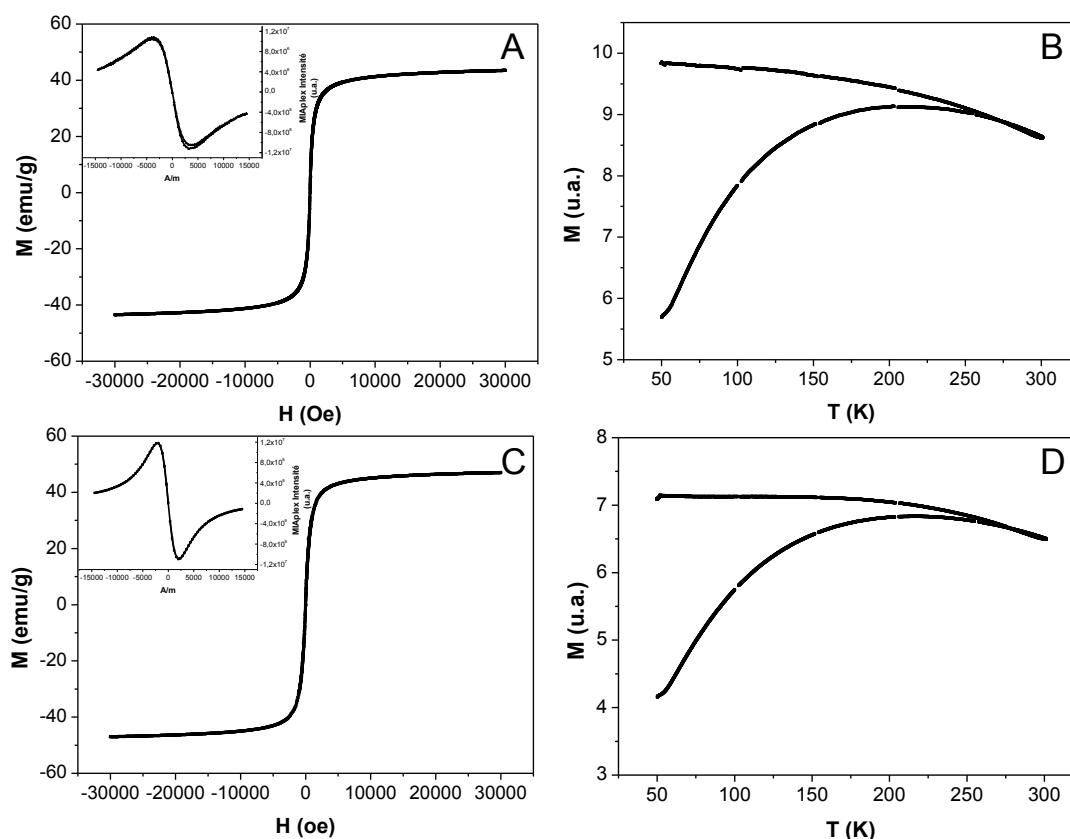 A
60
40
20
0
-20
-40
-60
M (emu/g)
-30000 -20000 -10000 0 10000 20000 30000
H (Oe)
1,2x10⁷
8,0x10⁶
4,0x10⁶
0,0
-4,0x10⁶
-8,0x10⁶
-1,2x10⁷
MIAplex Intensité
(u.a.)
-15000 -10000 -5000 0 5000 10000 15000
A/m
B
10
9
8
7
6
5
M (u.a.)
50 100 150 200 250 300
T (K)
C
60
40
20
0
-20
-40
-60
M (emu/g)
-30000 -20000 -10000 0 10000 20000 30000
H (oe)
1,2x10⁷
8,0x10⁶
4,0x10⁶
0,0
-4,0x10⁶
-8,0x10⁶
-1,2x10⁷
MIAplex Intensité
(u.a.)
-15000 -10000 -5000 0 5000 10000 15000
A/m
D
8
7
6
5
4
3
M (u.a.)
50 100 150 200 250 300
T (K)